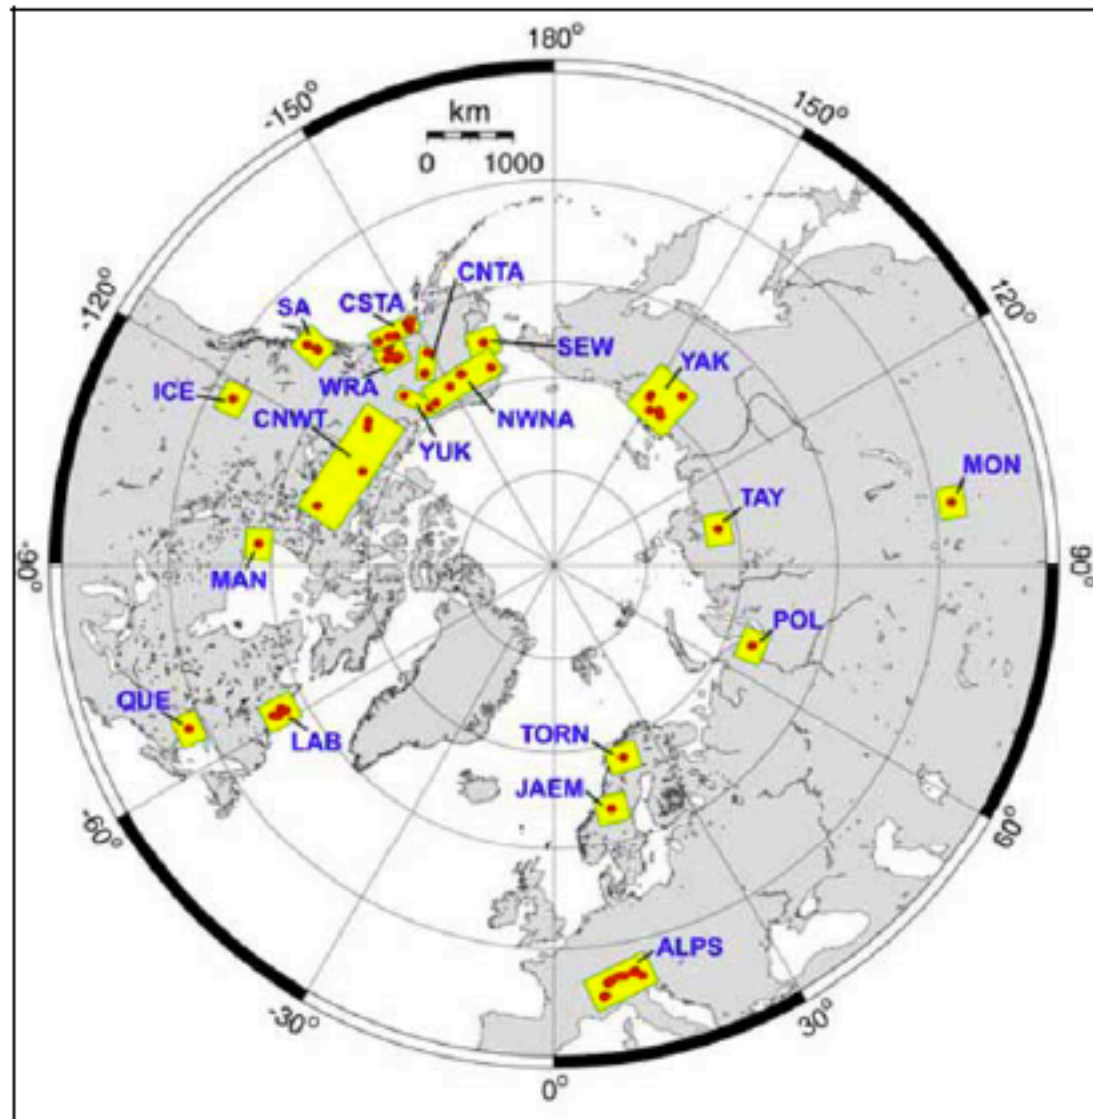 180°
-150°
150°
km
0 1000
CNTA
-120°
120°
SA
CSTA
SEW
YAK
ICE
WRA
CNWT
YUK
NWNA
MON
TAY
-90°
90°
MAN
POL
QUE
LAB
TORN
JAEM
-60°
60°
ALPS
-30°
30°
0°